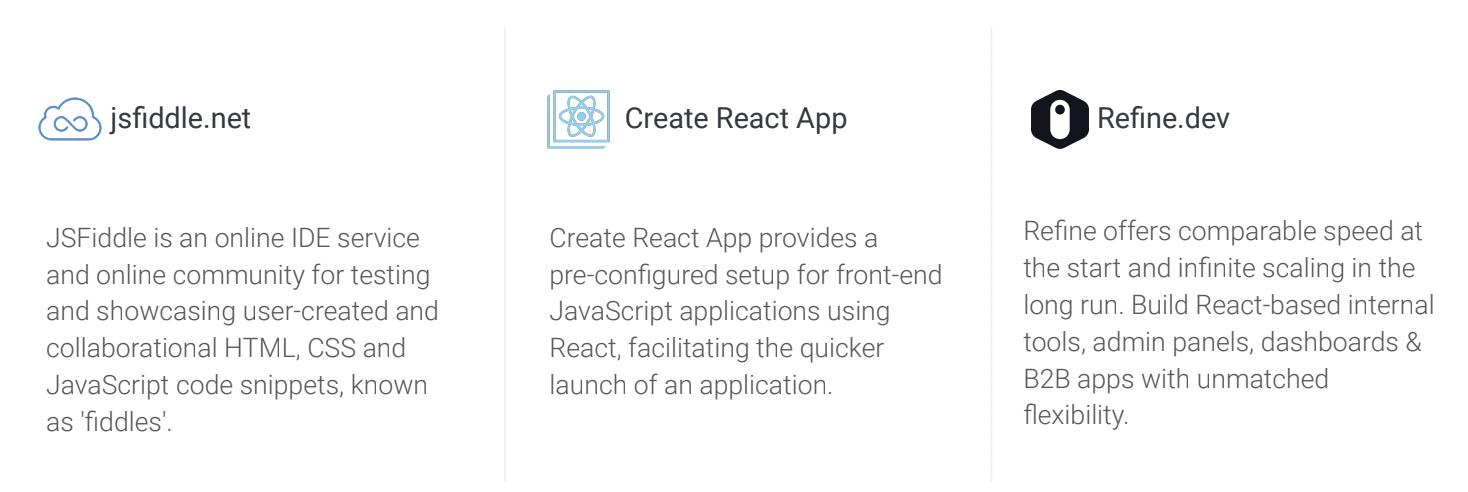 jsfiddle.net
JSFiddle is an online IDE service
and online community for testing
and showcasing user-created and
collaborational HTML, CSS and
JavaScript code snippets, known
as 'fiddles'.
Create React App
Create React App provides a
pre-configured setup for front-end
JavaScript applications using
React, facilitating the quicker
launch of an application.
Refine.dev
Refine offers comparable speed at
the start and infinite scaling in the
long run. Build React-based internal
tools, admin panels, dashboards &
B2B apps with unmatched
flexibility.